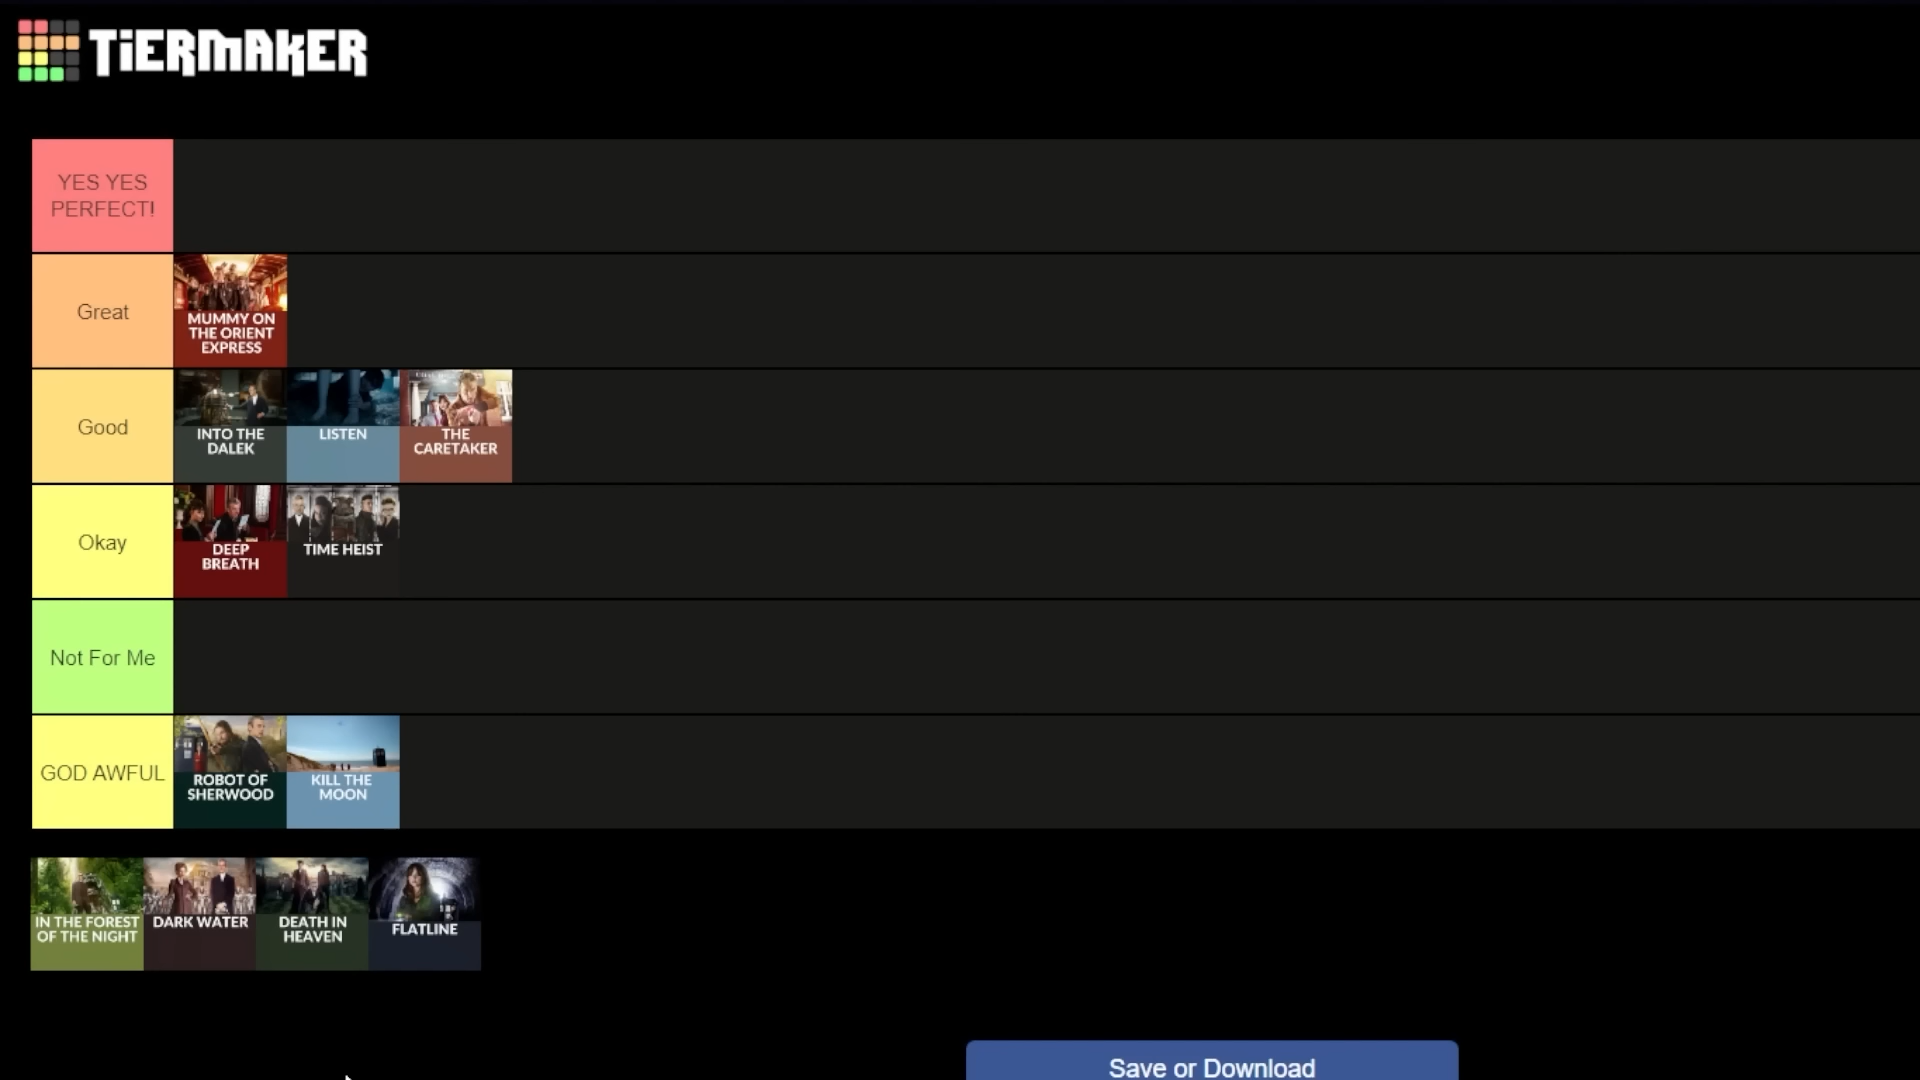 TiERMAKER
YES YES
PERFECT!
Great
MUMMY ON
THE ORIENT
EXPRESS
Good
INTO THE
DALEK
LISTEN
THE
CARETAKER
Okay
DEEP
BREATH
TIME HEIST
Not For Me
GOD AWFUL
ROBOT OF
SHERWOOD
KILL THE
MOON
IN THE FOREST
OF THE NIGHT
DARK WATER
DEATH IN
HEAVEN
FLATLINE
Save or Download